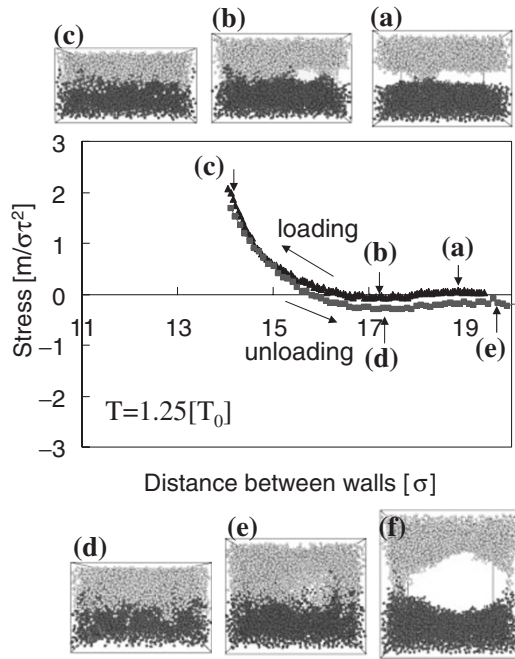 (c)
(b)
(a)
3
2
1
0
-1
-2
-3
11
13
15
17
19
Stress [m/στ²]
(c)
loading
(b)
(a)
unloading
(d)
(e)
T=1.25[T₀]
Distance between walls [σ]
(d)
(e)
(f)